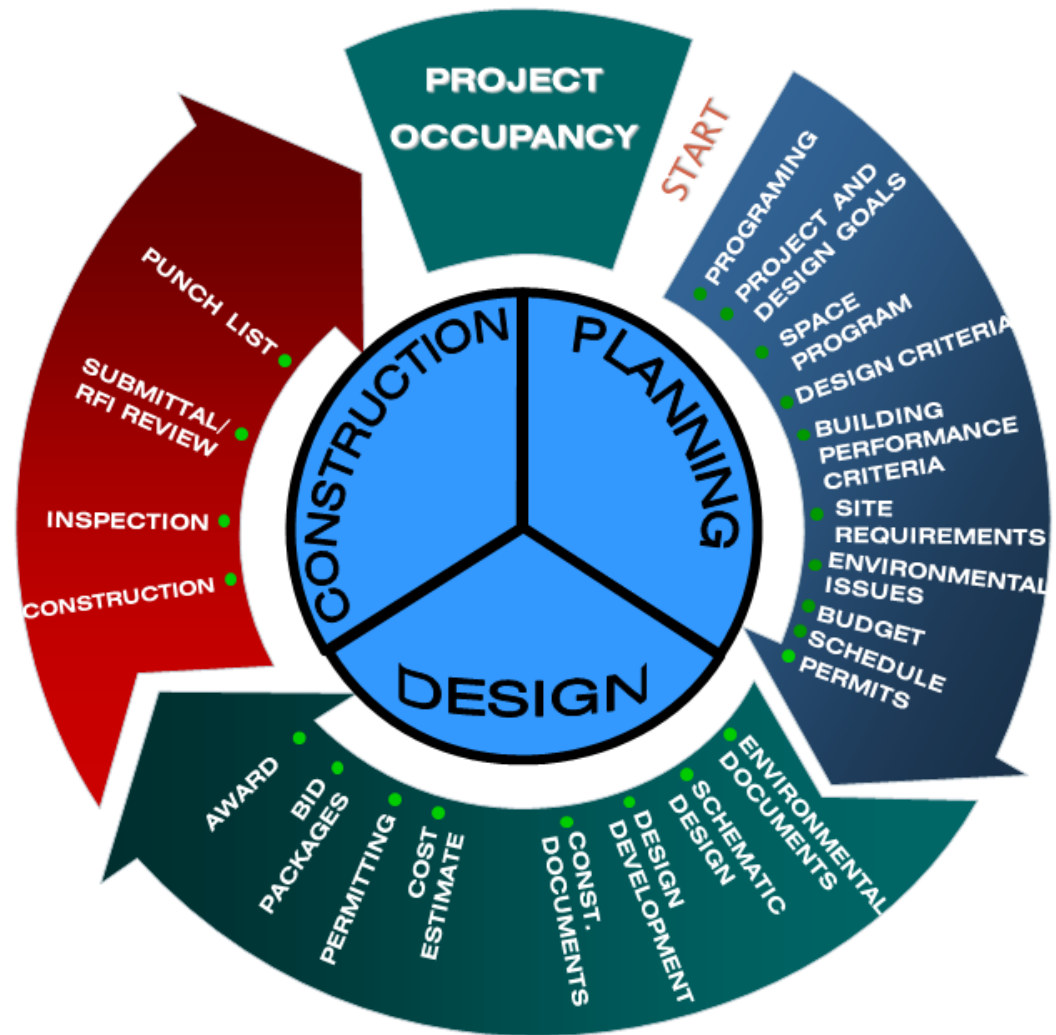 PROJECT
OCCUPANCY
START
PROGRAMING
PROJECT AND
DESIGN GOALS
SPACE
PROGRAM
DESIGN CRITERIA
BUILDING
PERFORMANCE
CRITERIA
SITE
REQUIREMENTS
ENVIRONMENTAL
ISSUES
BUDGET
SCHEDULE
PERMITS
ENVIRONMENTAL
DOCUMENTS
SCHEMATIC
DESIGN
DESIGN
DEVELOPMENT
CONST.
DOCUMENTS
COST
ESTIMATE
PERMITTING
BID
PACKAGES
AWARD
CONSTRUCTION
INSPECTION
SUBMITTAL/
RFI REVIEW
PUNCH LIST
PLANNING
DESIGN
CONSTRUCTION